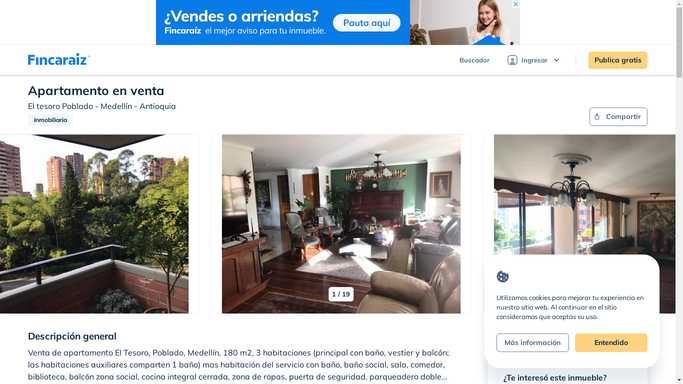 ¿Vendes o arriendas?
Fincaraíz el mejor aviso para tu inmueble.
Pauta aquí
Fincaraíz
Buscador
Ingresar
Publica gratis
Apartamento en venta
El tesoro Poblado - Medellín - Antioquia
Inmobiliaria
Compartir
1 / 19
Utilizamos cookies para mejorar tu experiencia en
nuestro sitio web. Al continuar en el sitio
consideramos que aceptas su uso.
Más información
Entendido
Descripción general
Venta de apartamento El Tesoro, Poblado, Medellín, 180 m2, 3 habitaciones (principal con baño, vestier y balcón;
las habitaciones auxiliares comparten 1 baño) mas habitación del servicio con baño, baño social, sala, comedor,
biblioteca, balcón zona social, cocina integral cerrada, zona de ropas, puerta de seguridad, parqueadero doble...
¿Te interesó este inmueble?